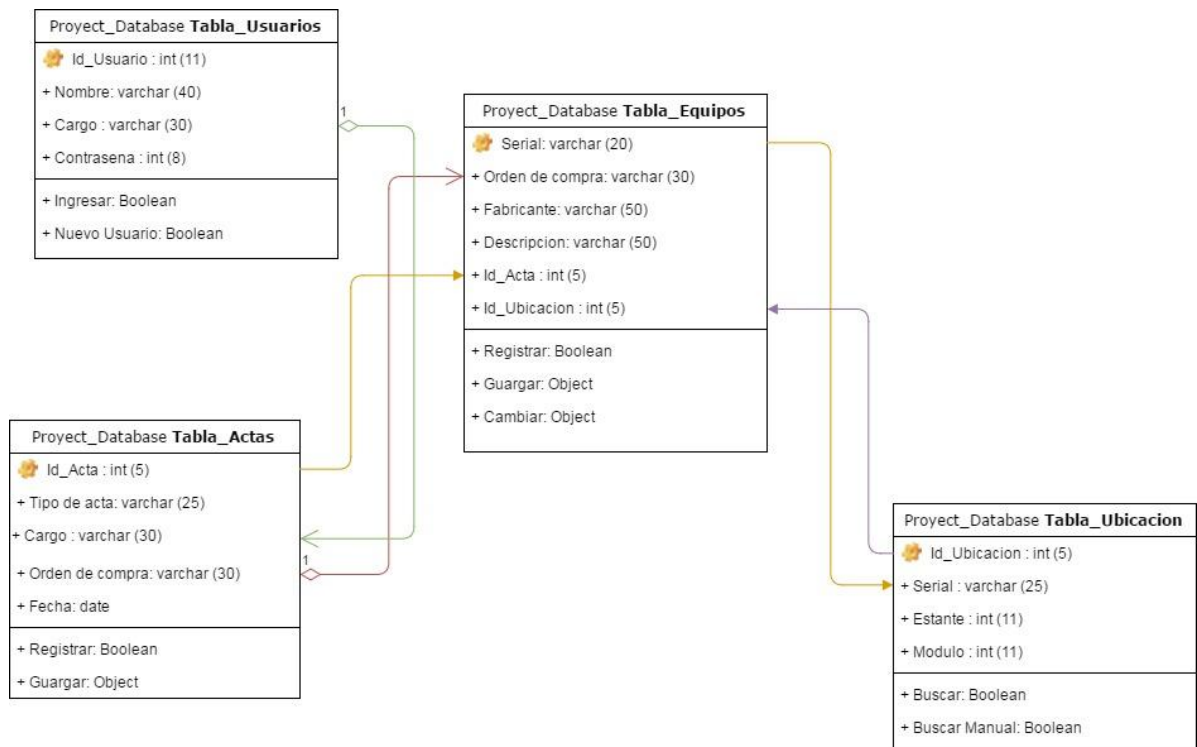 Proyect_Database Tabla_Usuarios
Id_Usuario : int (11)
+ Nombre: varchar (40)
+ Cargo : varchar (30)
+ Contrasena : int (8)
+ Ingresar: Boolean
+ Nuevo Usuario: Boolean
1
Proyect_Database Tabla_Equipos
Serial: varchar (20)
+ Orden de compra: varchar (30)
+ Fabricante: varchar (50)
+ Descripcion: varchar (50)
+ Id_Acta : int (5)
+ Id_Ubicacion : int (5)
+ Registrar: Boolean
+ Guargar: Object
+ Cambiar: Object
Proyect_Database Tabla_Actas
Id_Acta : int (5)
+ Tipo de acta: varchar (25)
+ Cargo : varchar (30)
+ Orden de compra: varchar (30)
+ Fecha: date
+ Registrar: Boolean
+ Guargar: Object
1
Proyect_Database Tabla_Ubicacion
Id_Ubicacion : int (5)
+ Serial : varchar (25)
+ Estante : int (11)
+ Modulo : int (11)
+ Buscar: Boolean
+ Buscar Manual: Boolean